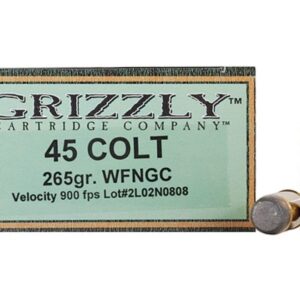 GRIZZLY™
CARTRIDGE COMPANY™
45 COLT
265gr. WFNGC
Velocity 900 fps Lot#2L02N0808